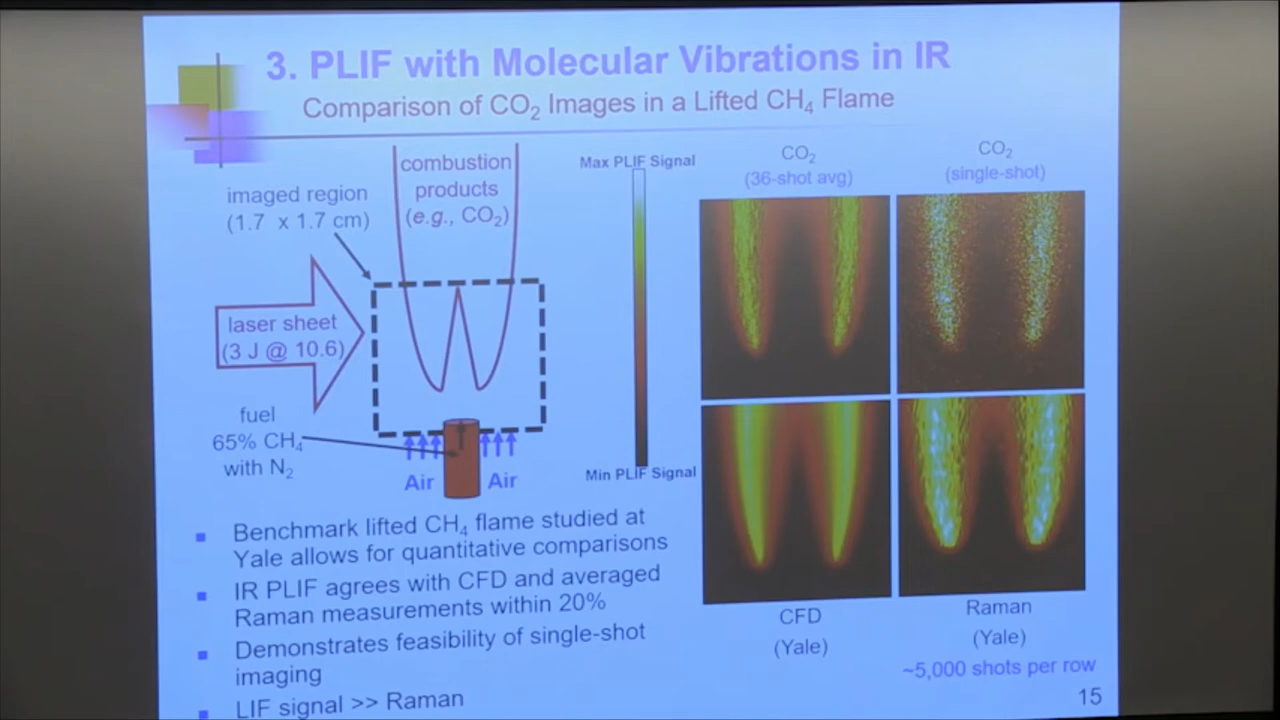 3. PLIF with Molecular Vibrations in IR
Comparison of CO₂ Images in a Lifted CH₄ Flame
imaged region
(1.7 x 1.7 cm)
combustion
products
(e.g., CO₂)
laser sheet
(3 J @ 10.6)
fuel
65% CH₄
with N₂
Air
Air
Max PLIF Signal
Min PLIF Signal
CO₂
(36-shot avg)
CO₂
(single-shot)
CFD
(Yale)
Raman
(Yale)
~5,000 shots per row
Benchmark lifted CH₄ flame studied at
Yale allows for quantitative comparisons
IR PLIF agrees with CFD and averaged
Raman measurements within 20%
Demonstrates feasibility of single-shot
imaging
LIF signal >> Raman
15